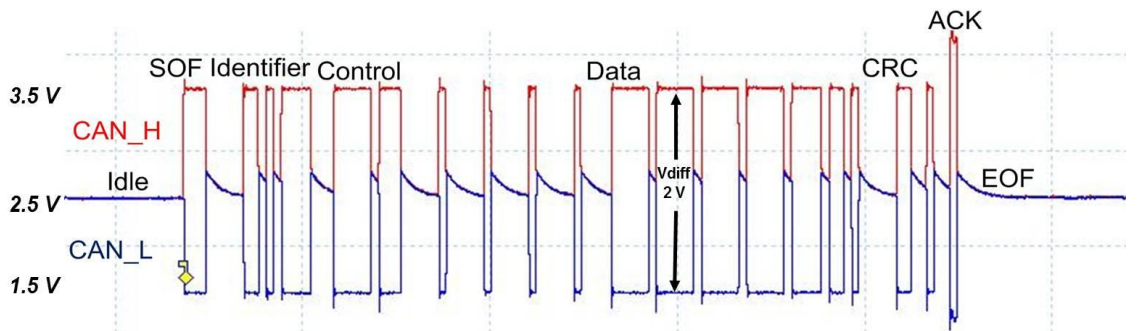 ACK
SOF Identifier Control Data CRC
3.5 V
CAN_H
Vdiff
2 V
Idle
EOF
2.5 V
CAN_L
1.5 V